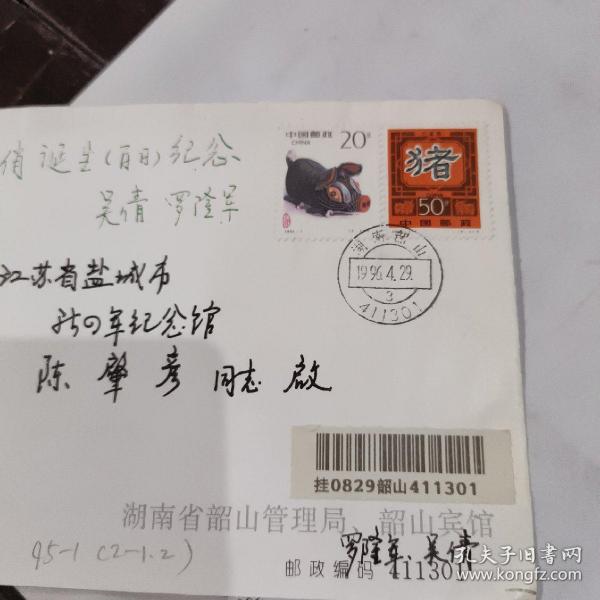 中国邮政 20分
CHINA
猪
50分
中国邮政
俏 诞生(百日)纪念
吴倩 罗隆军
湖南韶山
1996.4.29.
3
411301
江苏省盐城市
新四军纪念馆
陈肇彦 同志 啟
挂0829韶山411301
湖南省韶山管理局、韶山宾馆
罗隆军、吴倩
邮政编码 411301
95-1 (2-1.2)
孔夫子旧书网
www.kongfz.com